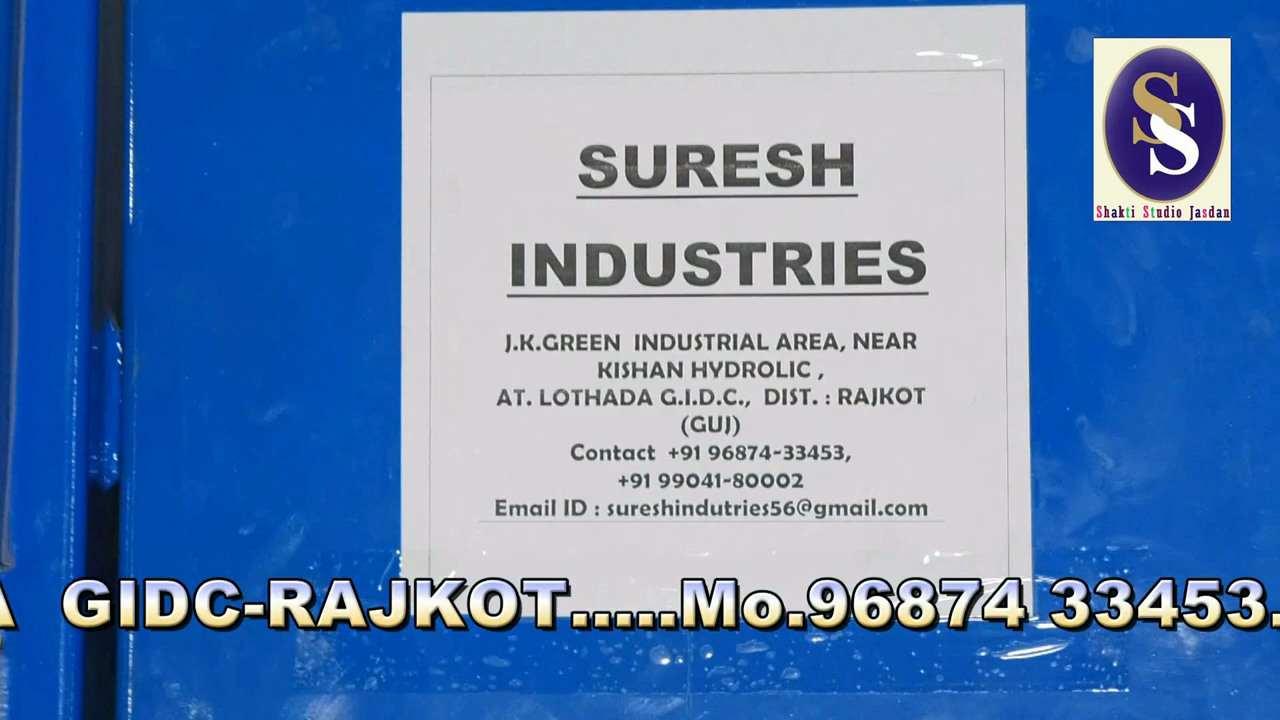 SURESH
INDUSTRIES
J.K.GREEN INDUSTRIAL AREA, NEAR
KISHAN HYDROLIC ,
AT. LOTHADA G.I.D.C., DIST. : RAJKOT
(GUJ)
Contact +91 96874-33453,
+91 99041-80002
Email ID : sureshindutries56@gmail.com
SS
Shakti Studio Jasdan
A GIDC-RAJKOT.....Mo.96874 33453.